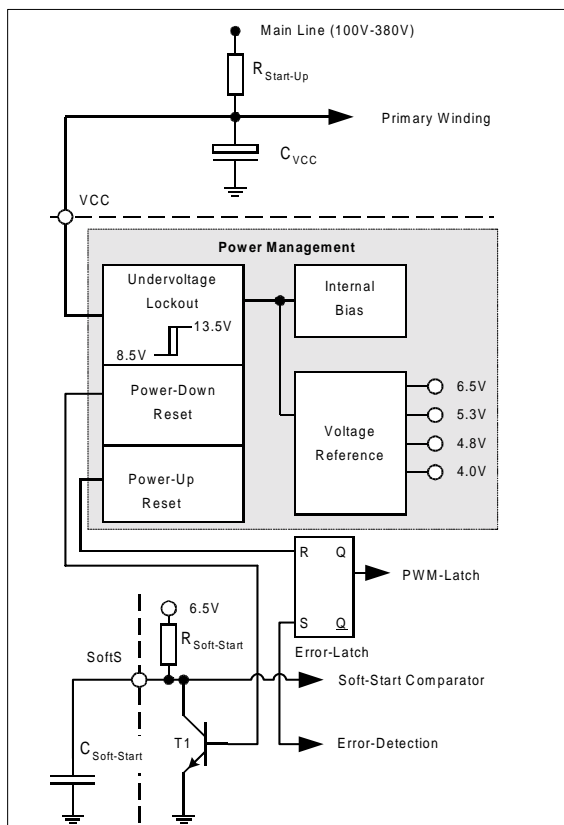 Main Line (100V-380V)
RStart-Up
Primary Winding
CVCC
VCC
Power Management
Undervoltage
Lockout
13.5V
8.5V
Internal
Bias
Power-Down
Reset
Voltage
Reference
6.5V
5.3V
4.8V
4.0V
Power-Up
Reset
R Q
PWM-Latch
S Q
Error-Latch
6.5V
RSoft-Start
SoftS
Soft-Start Comparator
CSoft-Start
T1
Error-Detection